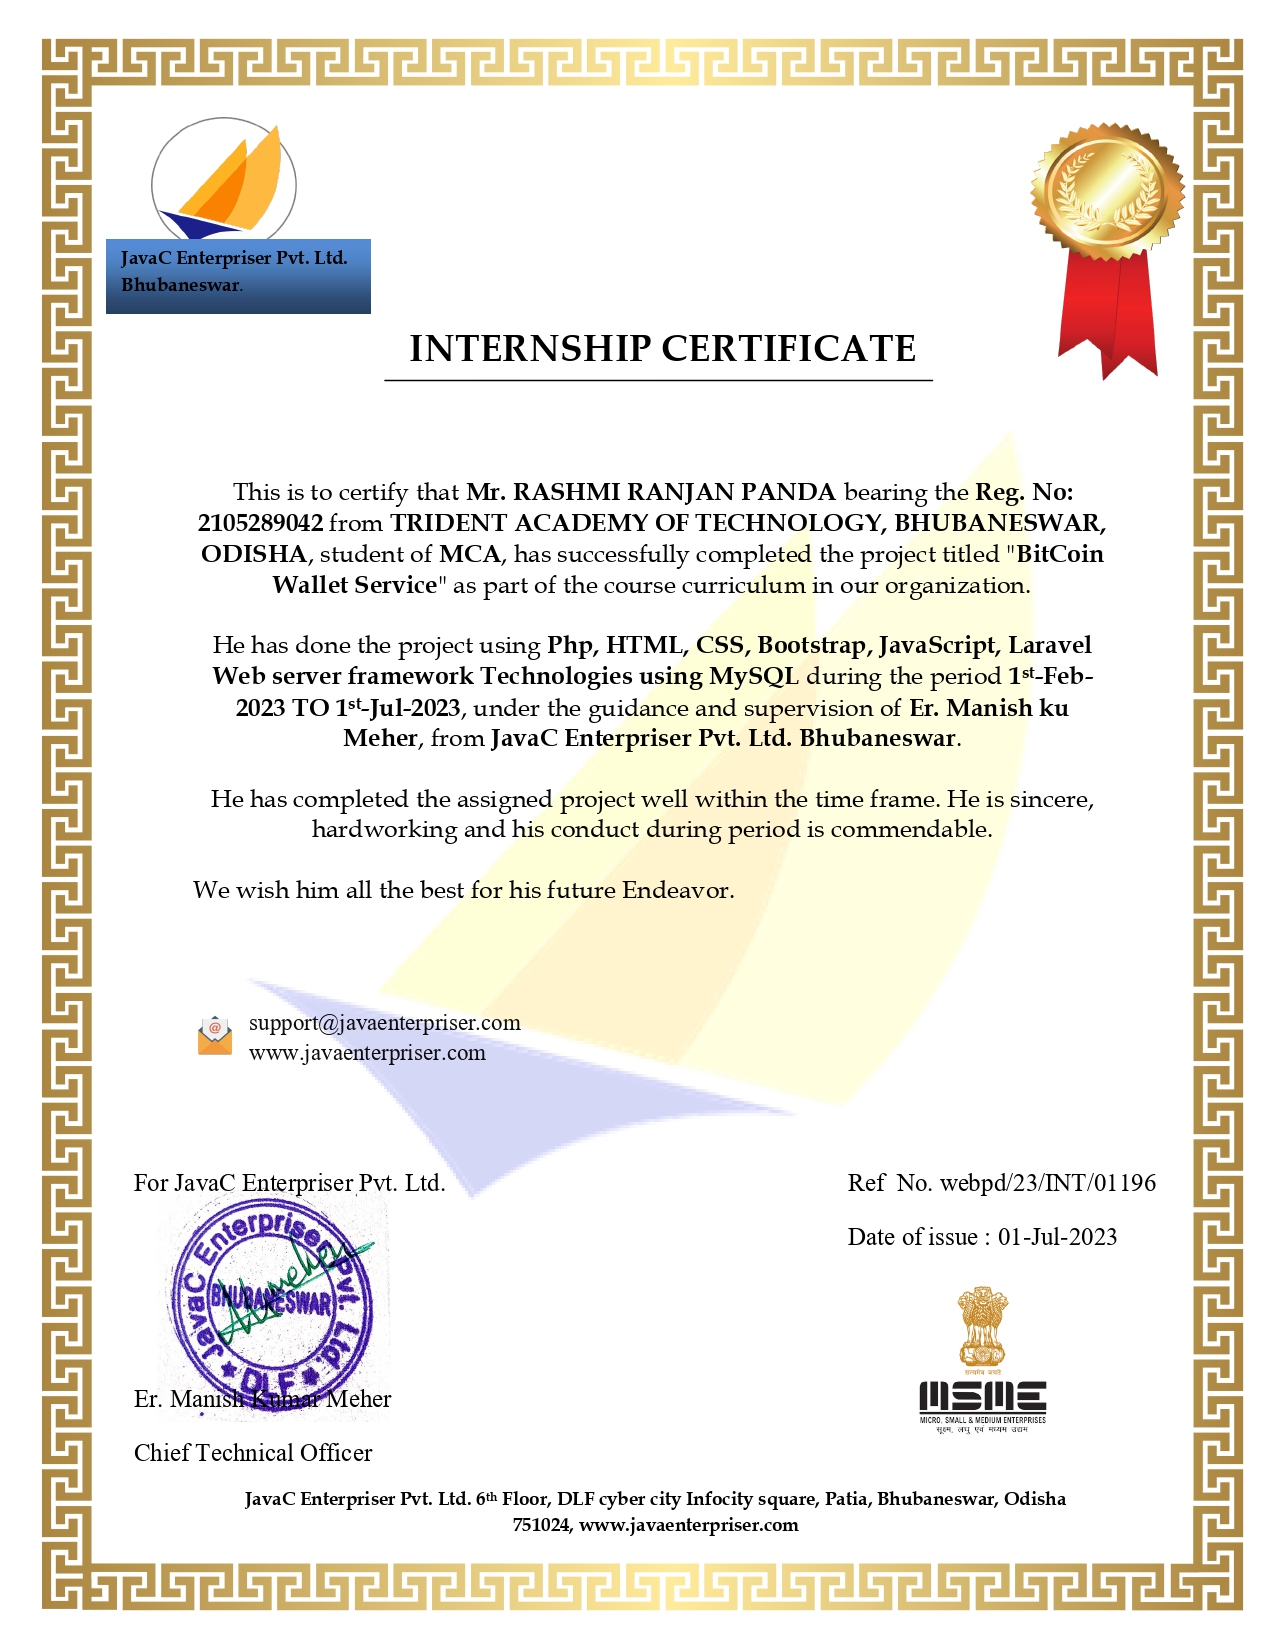 JavaC Enterpriser Pvt. Ltd.
Bhubaneswar.
INTERNSHIP CERTIFICATE
This is to certify that Mr. RASHMI RANJAN PANDA bearing the Reg. No:
2105289042 from TRIDENT ACADEMY OF TECHNOLOGY, BHUBANESWAR,
ODISHA, student of MCA, has successfully completed the project titled "BitCoin
Wallet Service" as part of the course curriculum in our organization.
He has done the project using Php, HTML, CSS, Bootstrap, JavaScript, Laravel
Web server framework Technologies using MySQL during the period 1st-Feb-
2023 TO 1st-Jul-2023, under the guidance and supervision of Er. Manish ku
Meher, from JavaC Enterpriser Pvt. Ltd. Bhubaneswar.
He has completed the assigned project well within the time frame. He is sincere,
hardworking and his conduct during period is commendable.
We wish him all the best for his future Endeavor.
@
support@javaenterpriser.com
www.javaenterpriser.com
For JavaC Enterpriser Pvt. Ltd.
JavaC Enterpriser Pvt. Ltd.
BHUBANESWAR
DLF
Er. Manish Kumar Meher
Chief Technical Officer
Ref No. webpd/23/INT/01196
Date of issue : 01-Jul-2023
सत्यमेव जयते
MSME
MICRO, SMALL & MEDIUM ENTERPRISES
सूक्ष्म, लघु एवं मध्यम उद्यम
JavaC Enterpriser Pvt. Ltd. 6th Floor, DLF cyber city Infocity square, Patia, Bhubaneswar, Odisha
751024, www.javaenterpriser.com